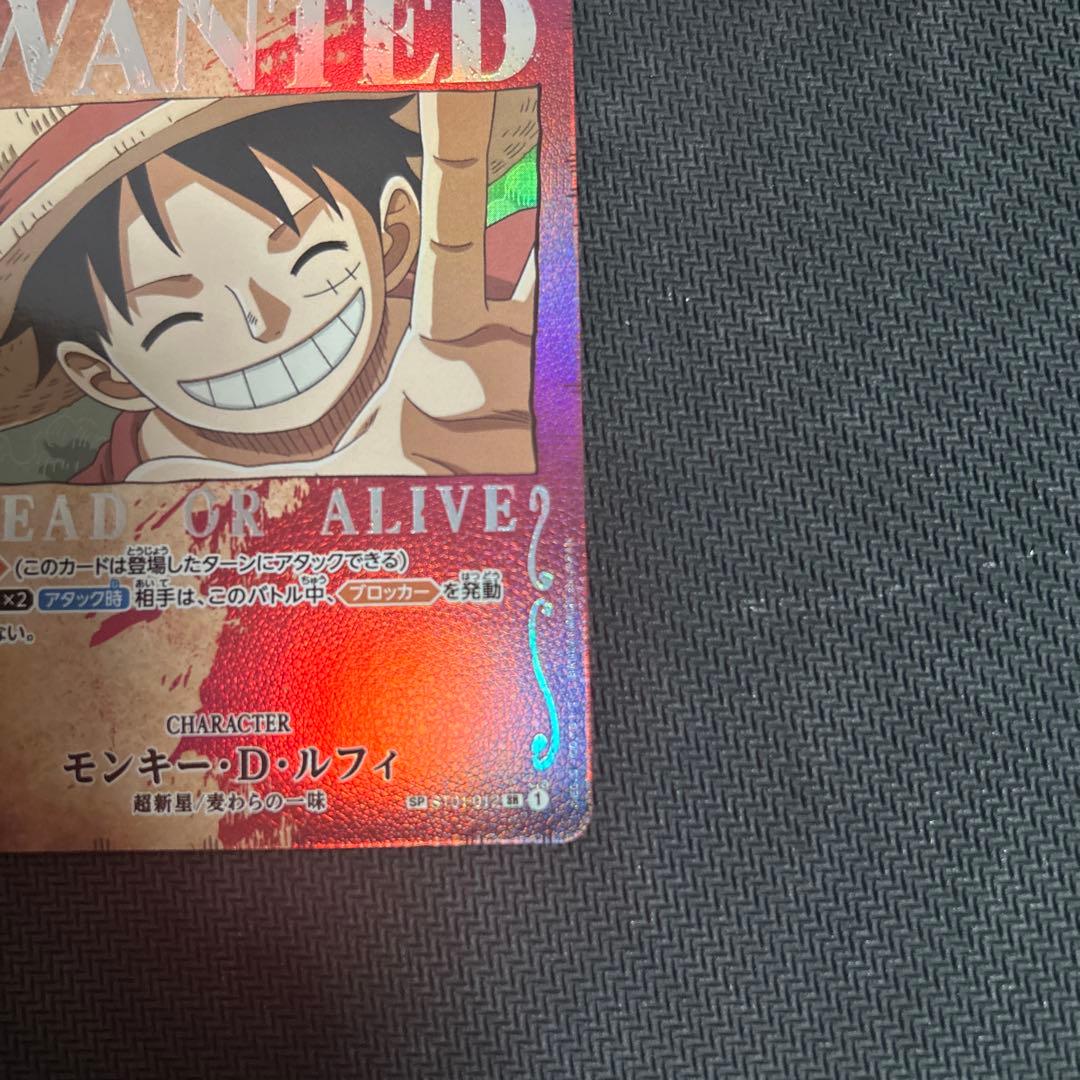 WANTED
EAD OR ALIVE
(このカードは登場したターンにアタックできる)
×2 アタック時 相手は、このバトル中、ブロッカーを発動
ない。
CHARACTER
モンキー・D・ルフィ
超新星/麦わらの一味
SP ST01-012 SR 1